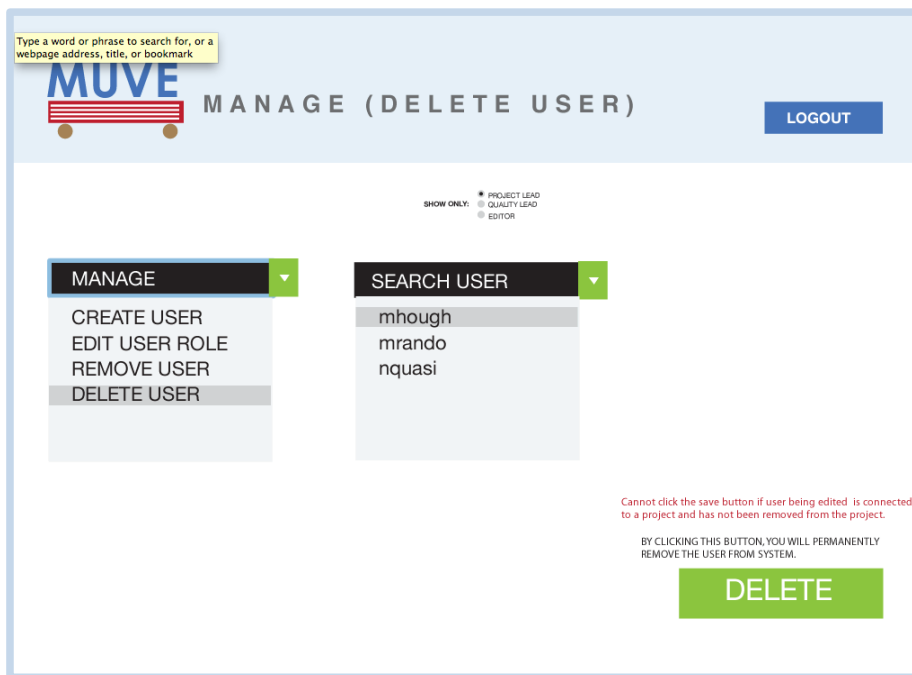 Type a word or phrase to search for, or a
webpage address, title, or bookmark
MUVE
MANAGE (DELETE USER)
LOGOUT
SHOW ONLY:
PROJECT LEAD
QUALITY LEAD
EDITOR
MANAGE
CREATE USER
EDIT USER ROLE
REMOVE USER
DELETE USER
SEARCH USER
mhough
mrando
nquasi
Cannot click the save button if user being edited is connected
to a project and has not been removed from the project.
BY CLICKING THIS BUTTON, YOU WILL PERMANENTLY
REMOVE THE USER FROM SYSTEM.
DELETE